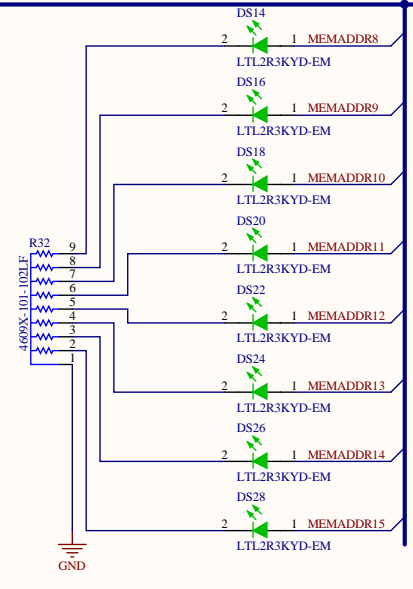 DS14
2 1 MEMADDR8
LTL2R3KYD-EM
DS16
2 1 MEMADDR9
LTL2R3KYD-EM
DS18
2 1 MEMADDR10
LTL2R3KYD-EM
DS20
2 1 MEMADDR11
LTL2R3KYD-EM
DS22
2 1 MEMADDR12
LTL2R3KYD-EM
DS24
2 1 MEMADDR13
LTL2R3KYD-EM
DS26
2 1 MEMADDR14
LTL2R3KYD-EM
DS28
2 1 MEMADDR15
LTL2R3KYD-EM
R32
4609X-101-102LF
9
8
7
6
5
4
3
2
1
GND